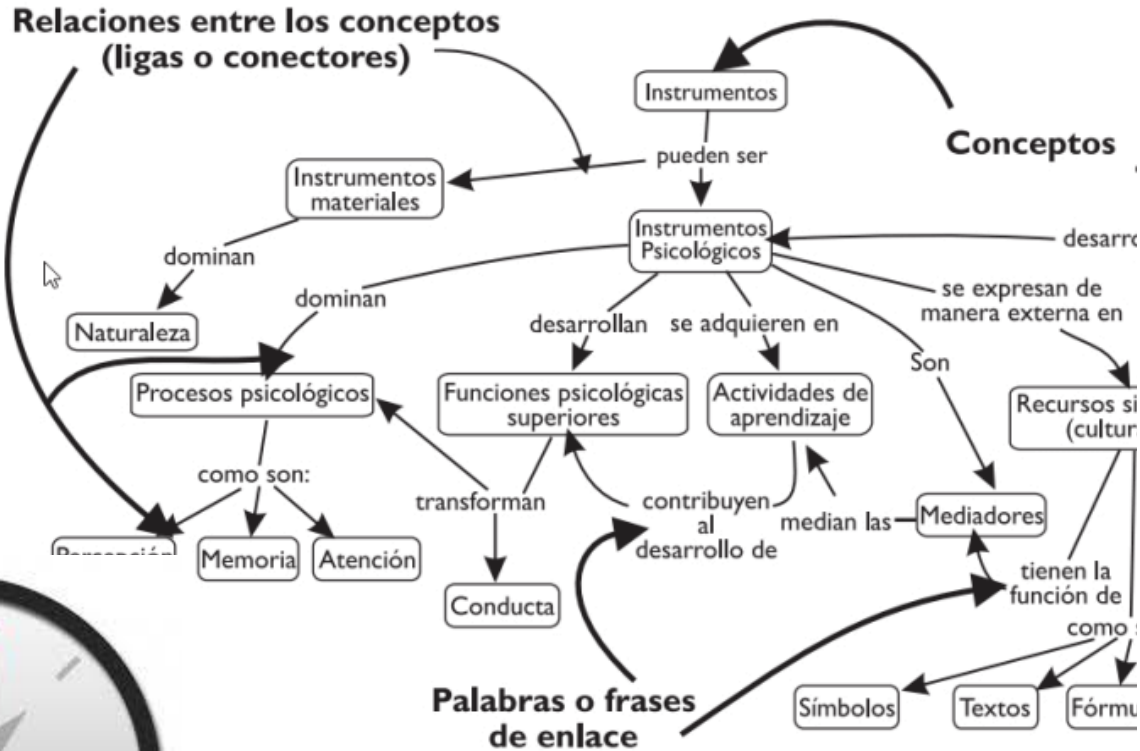 Relaciones entre los conceptos
(ligas o conectores)
Instrumentos
Conceptos
pueden ser
Instrumentos
materiales
Instrumentos
Psicológicos
dominan
dominan
desarrollan
se adquieren en
se expresan de
manera externa en
Son
Naturaleza
Procesos psicológicos
Funciones psicológicas
superiores
Actividades de
aprendizaje
Recursos
como son:
transforman
contribuyen
al
desarrollo de
median las
Mediadores
Percepción
Memoria
Atención
Conducta
tienen la
función de
como
Palabras o frases
de enlace
Símbolos
Textos